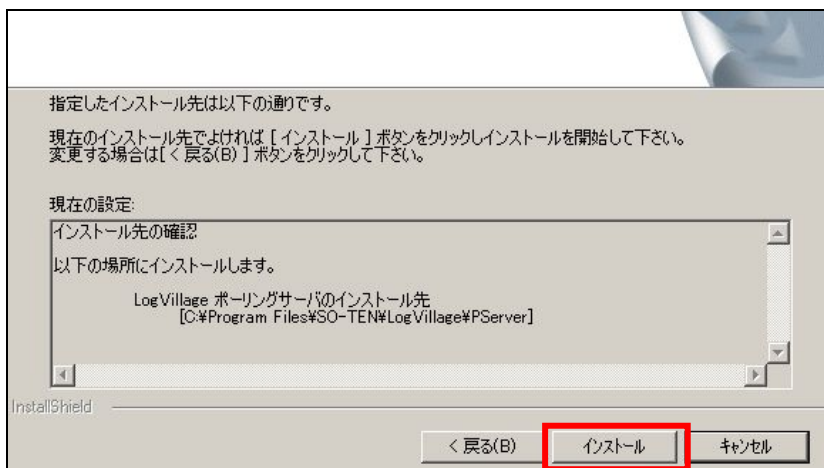 指定したインストール先は以下の通りです。
現在のインストール先でよければ [ インストール ] ボタンをクリックしインストールを開始して下さい。
変更する場合は[ < 戻る(B) ] ボタンをクリックして下さい。
現在の設定:
インストール先の確認
以下の場所にインストールします。
LogVillage ポーリングサーバのインストール先
[C:¥Program Files¥SO-TEN¥LogVillage¥PServer]
InstallShield
< 戻る(B)
インストール
キャンセル